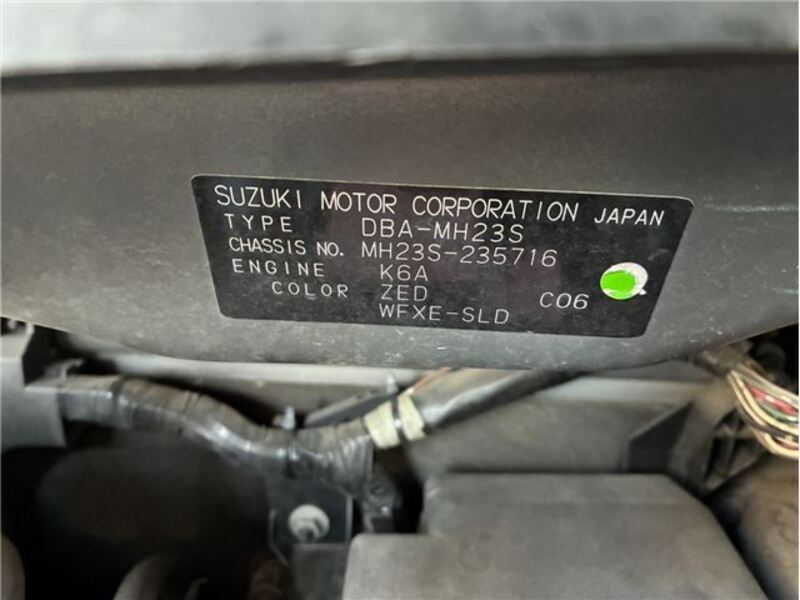 SUZUKI MOTOR CORPORATION JAPAN
TYPE DBA-MH23S
CHASSIS NO. MH23S-235716
ENGINE K6A
COLOR ZED C06
WFXE-SLD